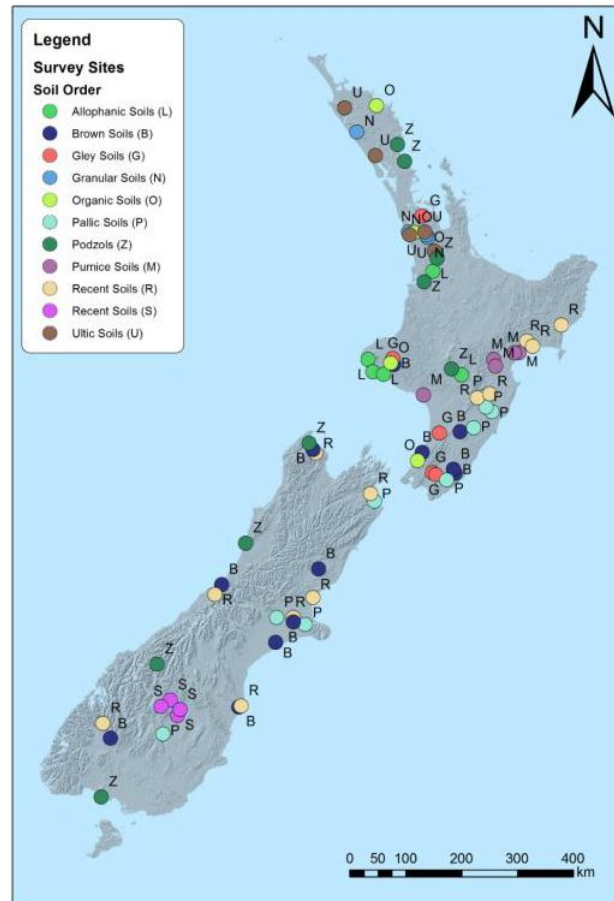 Legend
Survey Sites
Soil Order
Allophanic Soils (L)
Brown Soils (B)
Gley Soils (G)
Granular Soils (N)
Organic Soils (O)
Pallic Soils (P)
Podzols (Z)
Pumice Soils (M)
Recent Soils (R)
Recent Soils (S)
Ultic Soils (U)
N
U
O
N
U
Z
Z
G
N
N
O
U
U
U
O
Z
N
L
Z
R
L
G
O
B
L
L
Z
L
M
M
M
R
R
M
M
R
P
R
P
P
G
B
P
O
B
G
G
B
B
P
Z
B
R
R
P
Z
B
R
B
R
P
R
P
B
B
Z
S
S
S
S
P
R
B
R
B
Z
0
50
100
200
300
400
km